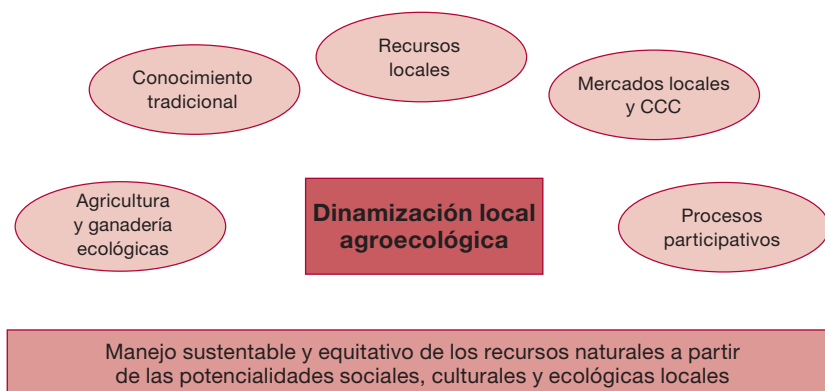 Recursos
locales
Conocimiento
tradicional
Mercados locales
y CCC
Agricultura
y ganadería
ecológicas
Dinamización local
agroecológica
Procesos
participativos
Manejo sustentable y equitativo de los recursos naturales a partir
de las potencialidades sociales, culturales y ecológicas locales